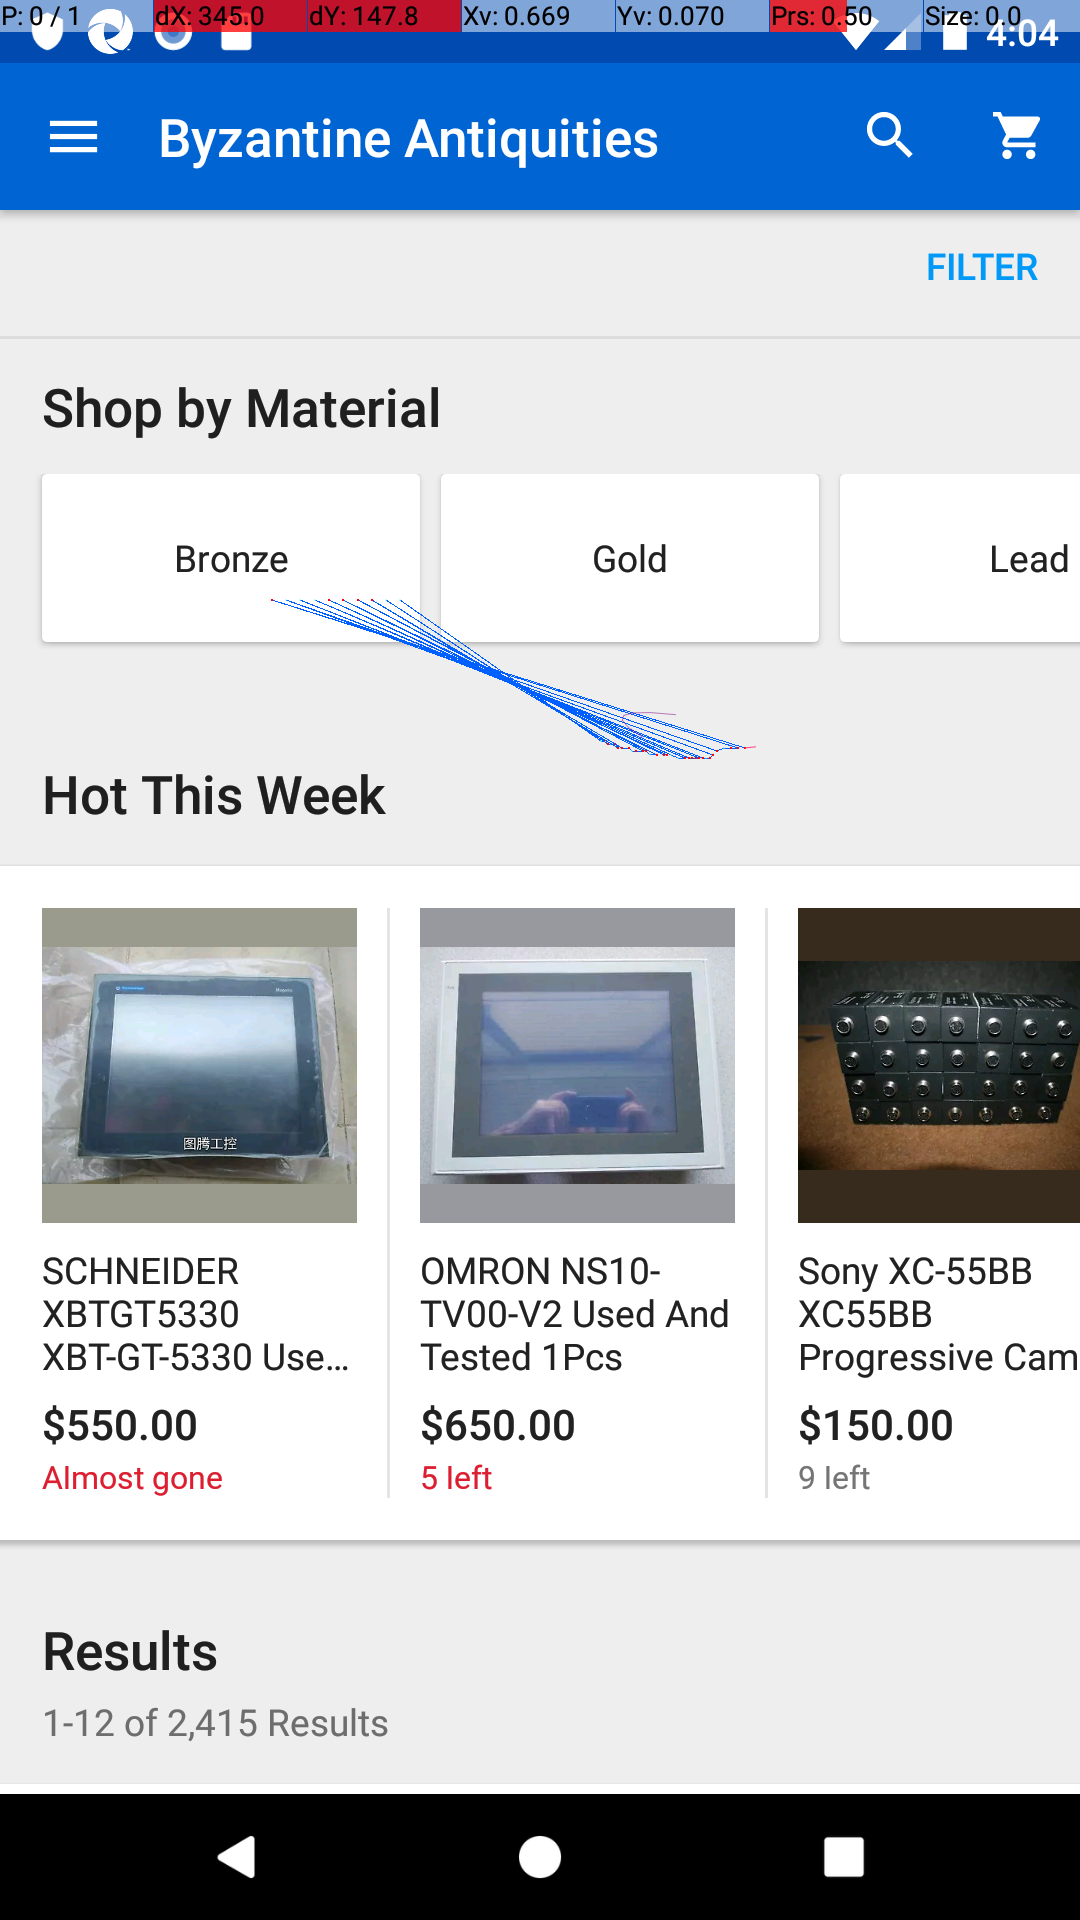 P: 0 / 1 dX: 345.0 dY: 147.8 Xv: 0.669 Yv: 0.070 Prs: 0.50 Size: 0.0
4:04
Byzantine Antiquities
FILTER
Shop by Material
Bronze Gold Lead
Hot This Week
图腾工控
SCHNEIDER
XBTGT5330
XBT-GT-5330 Use...
$550.00
Almost gone
OMRON NS10-
TV00-V2 Used And
Tested 1Pcs
$650.00
5 left
Sony XC-55BB
XC55BB
Progressive Cam
$150.00
9 left
Results
1-12 of 2,415 Results